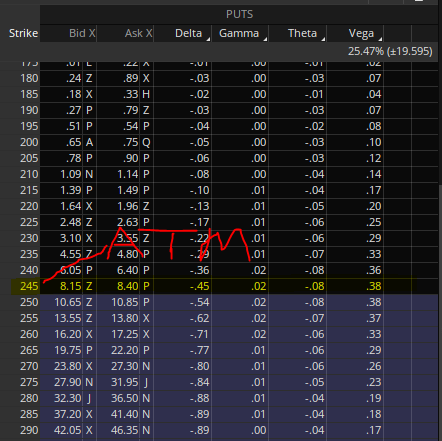 PUTS
Strike Bid X Ask X Delta Gamma Theta Vega
25.47% (±19.595)
175 .01 E .22 X -.01 .00 -.03 .02
180 .24 Z .89 X -.03 .00 -.03 .07
185 .18 X .33 H -.02 .00 -.01 .04
190 .27 P .79 Z -.03 .00 -.03 .07
195 .51 P .54 P -.04 .00 -.02 .08
200 .65 A .75 Q -.05 .00 -.03 .10
205 .78 P .90 P -.06 .00 -.03 .12
210 1.09 N 1.14 P -.08 .00 -.04 .14
215 1.39 P 1.49 P -.10 .01 -.04 .17
220 1.64 X 1.96 Z -.13 .01 -.05 .20
225 2.48 Z 2.63 P -.17 .01 -.06 .25
230 3.10 X 3.55 Z -.22 .01 -.06 .29
235 4.55 Z 4.80 -.29 .01 -.07 .33
240 6.05 P 6.40 P -.36 .02 -.08 .36
245 8.15 Z 8.40 P -.45 .02 -.08 .38
250 10.65 Z 10.85 P -.54 .02 -.08 .38
255 13.55 Z 13.80 X -.62 .02 -.07 .37
260 16.20 X 17.25 X -.71 .02 -.06 .33
265 19.75 P 22.20 P -.77 .01 -.06 .29
270 23.80 X 27.30 N -.80 .01 -.06 .26
275 27.90 N 31.95 J -.84 .01 -.05 .23
280 32.30 J 36.50 N -.88 .01 -.04 .19
285 37.20 X 41.40 N -.89 .01 -.04 .18
290 42.05 X 46.35 N -.89 .00 -.04 .17